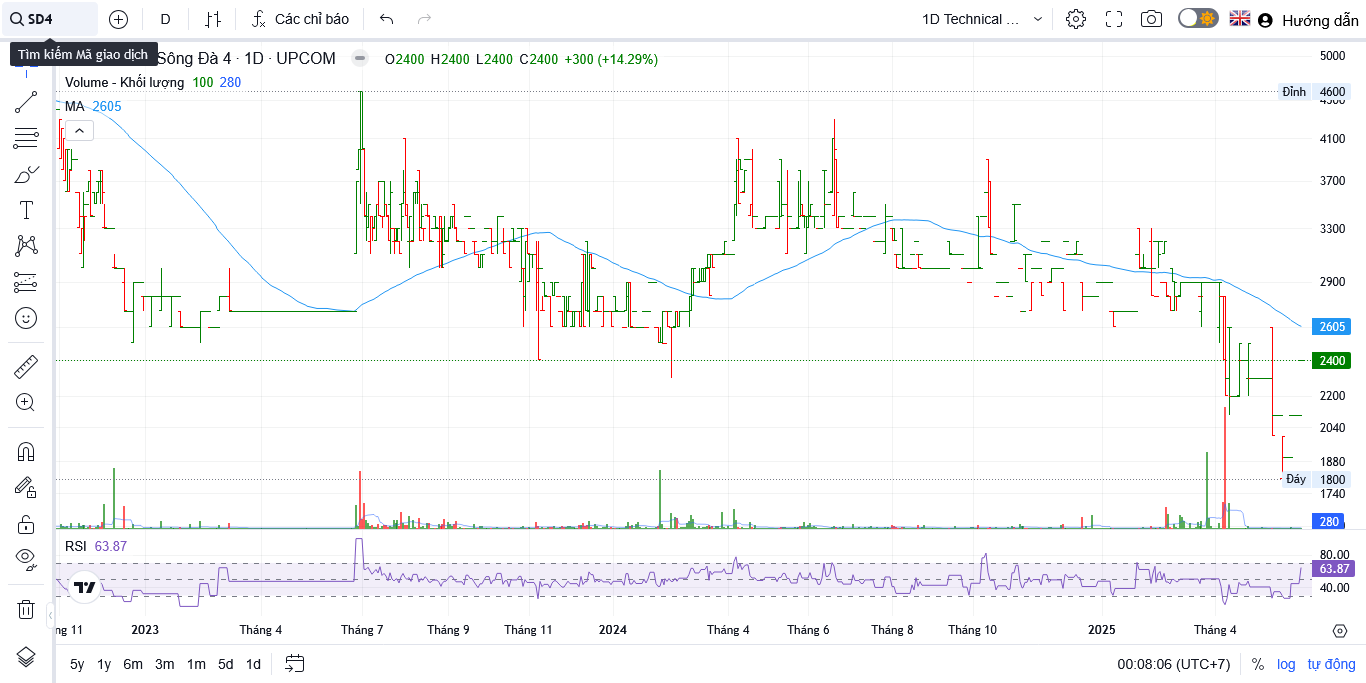 SD4
D
Các chỉ báo
1D Technical ...
Hướng dẫn
Tìm kiếm Mã giao dịch
Sông Đà 4 · 1D · UPCOM
O2400 H2400 L2400 C2400 +300 (+14.29%)
Volume - Khối lượng 100 280
MA 2605
5000
Đỉnh 4600
4300
4100
3700
3300
2900
2605
2400
2200
2040
1880
Đáy 1800
1740
280
RSI 63.87
80.00
63.87
40.00
ng 11 2023 Tháng 4 Tháng 7 Tháng 9 Tháng 11 2024 Tháng 4 Tháng 6 Tháng 8 Tháng 10 2025 Tháng 4
5y 1y 6m 3m 1m 5d 1d
00:08:06 (UTC+7) % log tự động